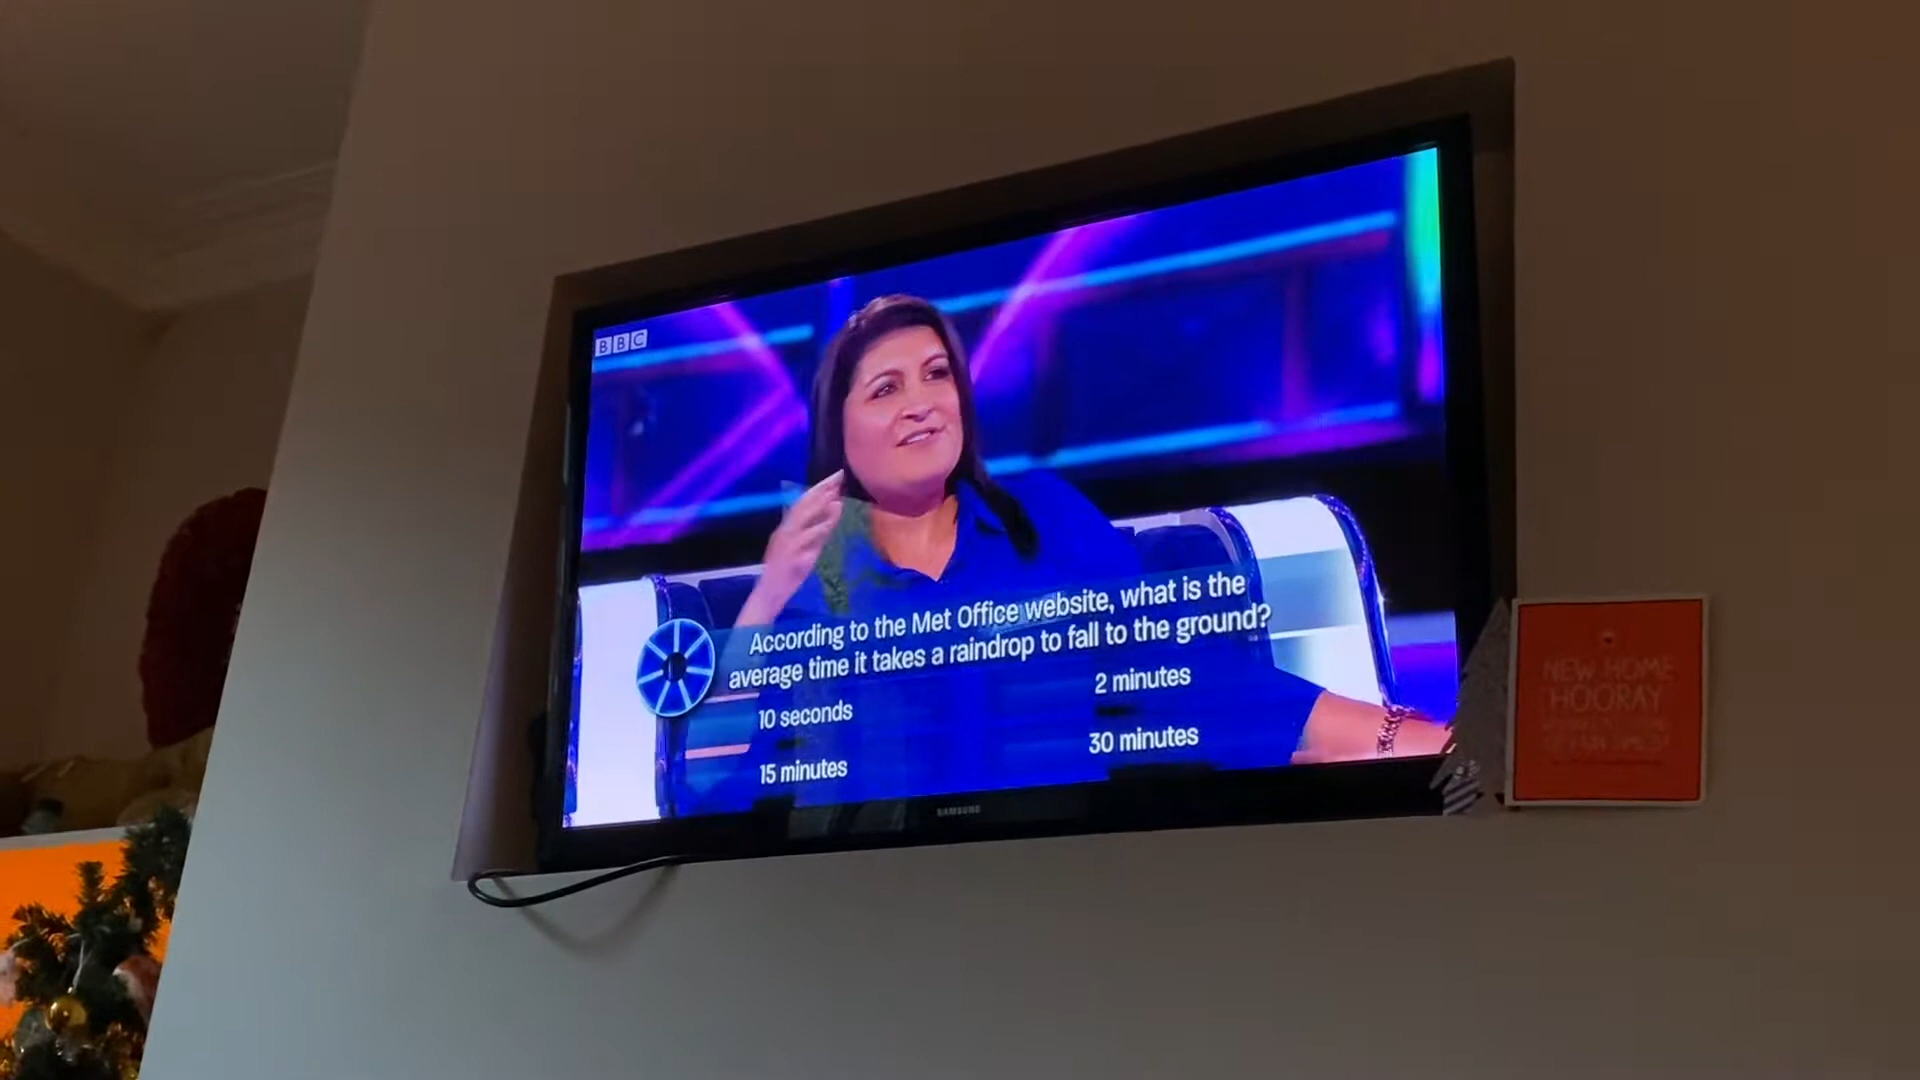 BBC
According to the Met Office website, what is the
average time it takes a raindrop to fall to the ground?
10 seconds
2 minutes
15 minutes
30 minutes
SAMSUNG
NEW HOME
HOORAY